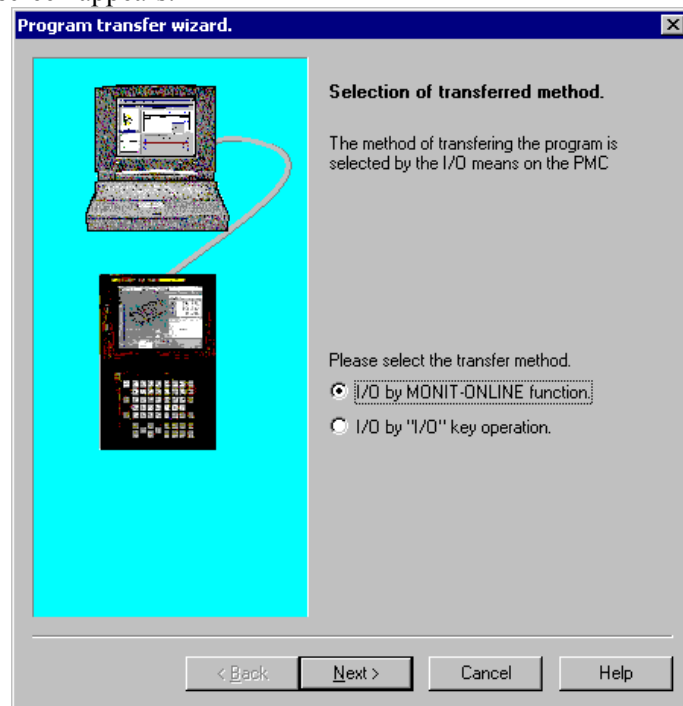 Program transfer wizard.
Selection of transferred method.
The method of transfering the program is
selected by the I/O means on the PMC
Please select the transfer method.
I/O by MONIT-ONLINE function.
I/O by "I/O" key operation.
< Back
Next >
Cancel
Help